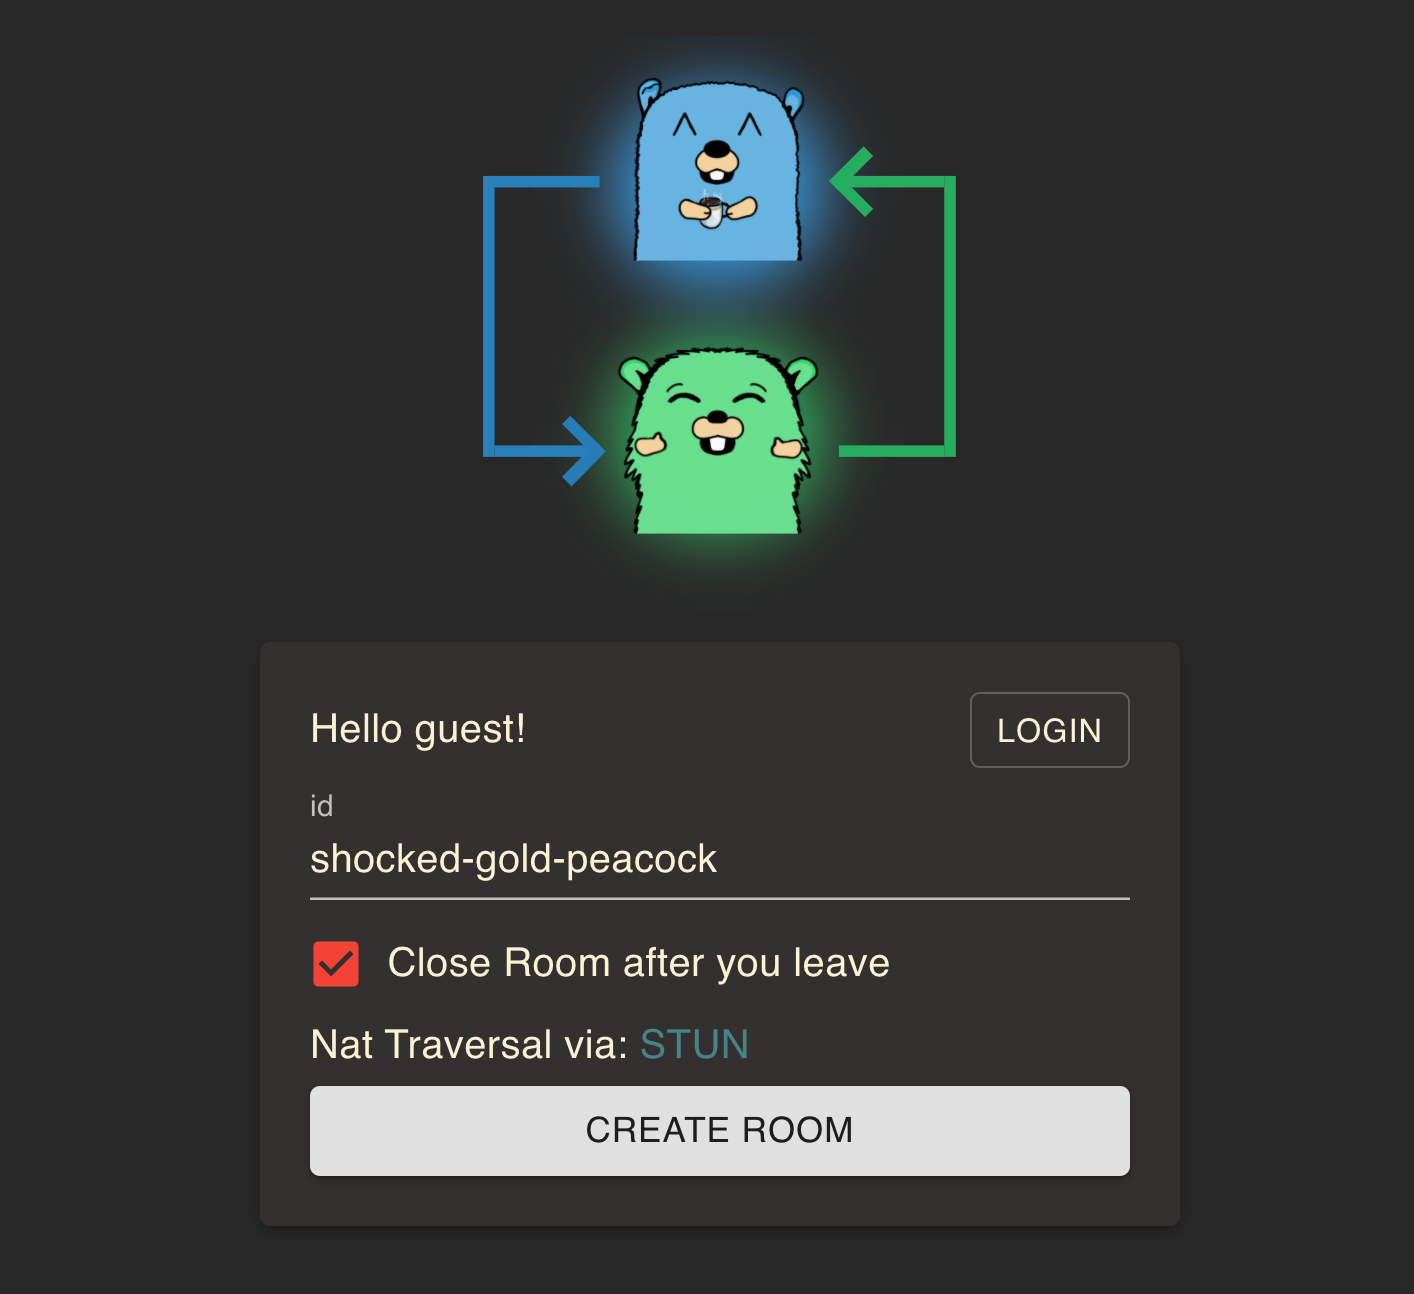 Hello guest!
LOGIN
id
shocked-gold-peacock
Close Room after you leave
Nat Traversal via: STUN
CREATE ROOM